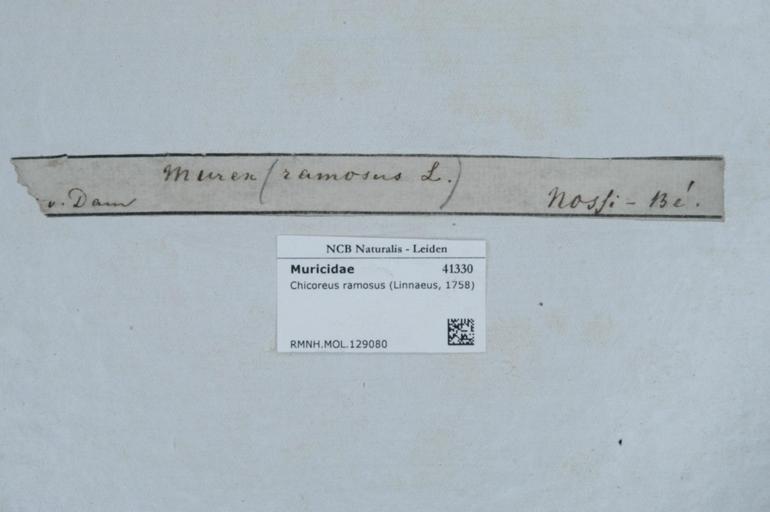 Murex (ramosus L.)
v. Dam
Nossi-Bé.
NCB Naturalis - Leiden
Muricidae 41330
Chicoreus ramosus (Linnaeus, 1758)
RMNH.MOL.129080